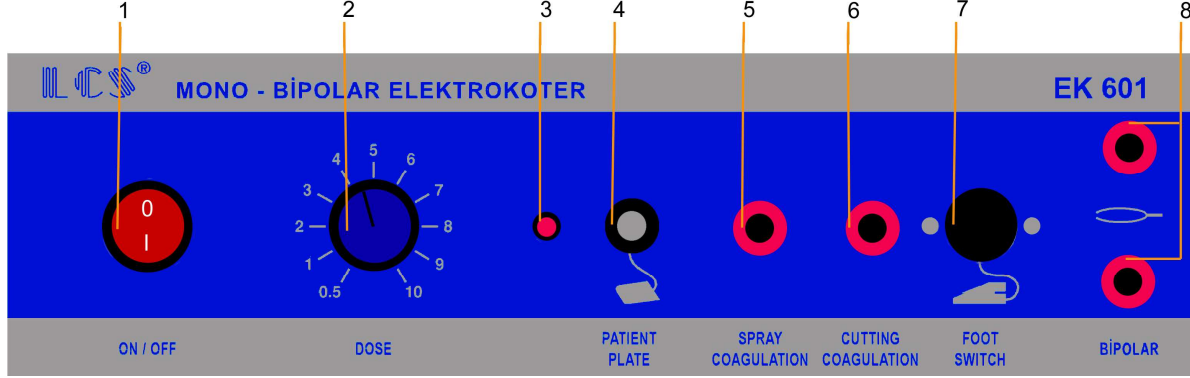 1 2 3 4 5 6 7 8
LCS®
MONO - BİPOLAR ELEKTROKOTER
EK 601
0
I
0.5 1 2 3 4 5 6 7 8 9 10
ON / OFF
DOSE
PATIENT
PLATE
SPRAY
COAGULATION
CUTTING
COAGULATION
FOOT
SWITCH
BİPOLAR